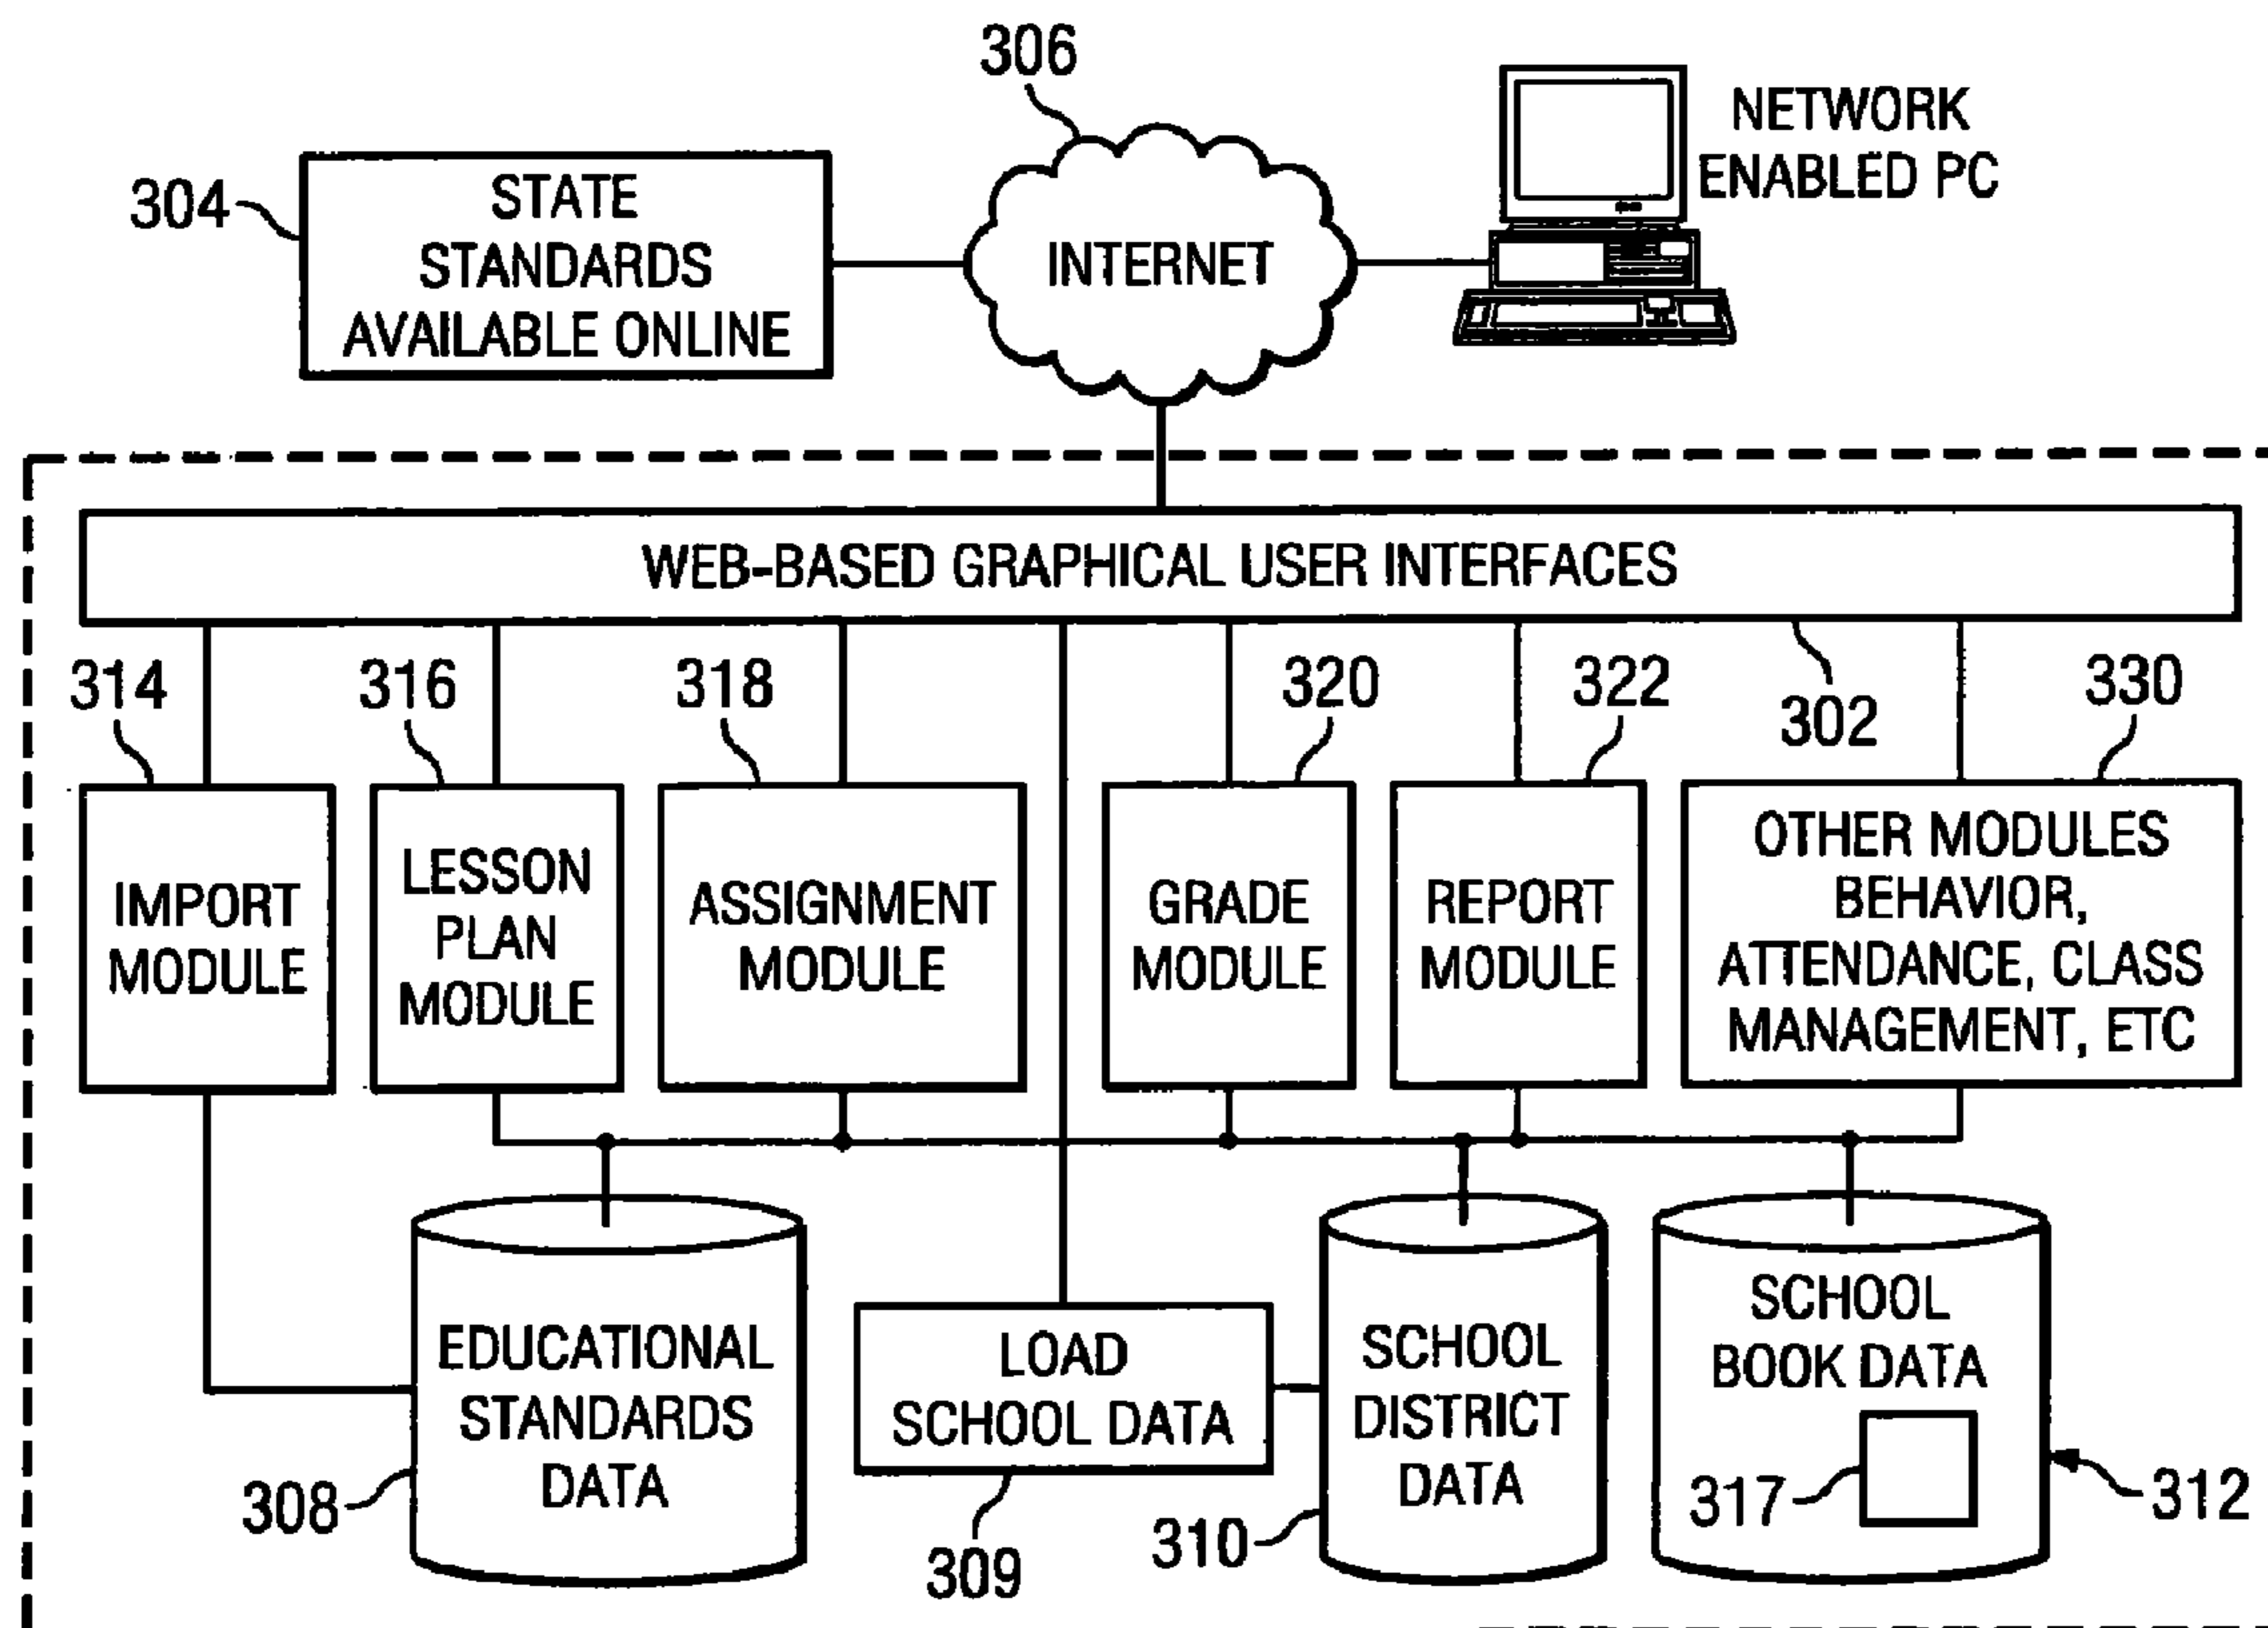 306
NETWORK
ENABLED PC
304
STATE
STANDARDS
AVAILABLE ONLINE
INTERNET
WEB-BASED GRAPHICAL USER INTERFACES
314
316
318
320
322
302
330
IMPORT
MODULE
LESSON
PLAN
MODULE
ASSIGNMENT
MODULE
GRADE
MODULE
REPORT
MODULE
OTHER MODULES
BEHAVIOR,
ATTENDANCE, CLASS
MANAGEMENT, ETC
EDUCATIONAL
STANDARDS
DATA
308
LOAD
SCHOOL DATA
309
SCHOOL
DISTRICT
DATA
310
SCHOOL
BOOK DATA
317
312